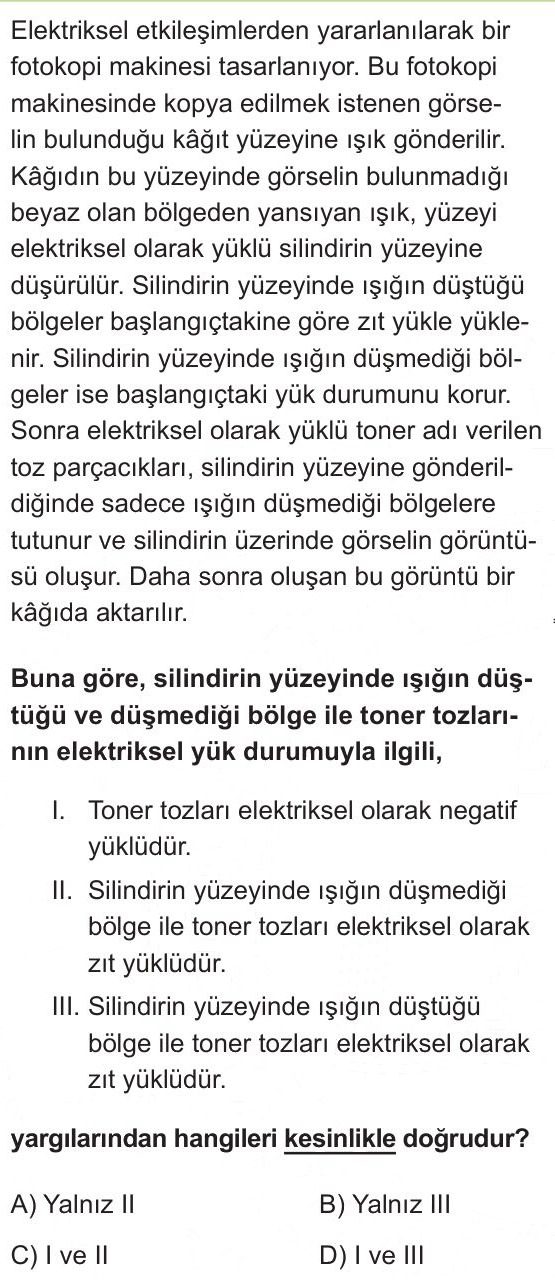 Elektriksel etkileşimlerden yararlanılarak bir
fotokopi makinesi tasarlanıyor. Bu fotokopi
makinesinde kopya edilmek istenen görse-
lin bulunduğu kâğıt yüzeyine ışık gönderilir.
Kâğıdın bu yüzeyinde görselin bulunmadığı
beyaz olan bölgeden yansıyan ışık, yüzeyi
elektriksel olarak yüklü silindirin yüzeyine
düşürülür. Silindirin yüzeyinde ışığın düştüğü
bölgeler başlangıçtakine göre zıt yükle yükle-
nir. Silindirin yüzeyinde ışığın düşmediği böl-
geler ise başlangıçtaki yük durumunu korur.
Sonra elektriksel olarak yüklü toner adı verilen
toz parçacıkları, silindirin yüzeyine gönderil-
diğinde sadece ışığın düşmediği bölgelere
tutunur ve silindirin üzerinde görselin görüntü-
sü oluşur. Daha sonra oluşan bu görüntü bir
kâğıda aktarılır.
Buna göre, silindirin yüzeyinde ışığın düş-
tüğü ve düşmediği bölge ile toner tozları-
nın elektriksel yük durumuyla ilgili,
I. Toner tozları elektriksel olarak negatif
yüklüdür.
II. Silindirin yüzeyinde ışığın düşmediği
bölge ile toner tozları elektriksel olarak
zıt yüklüdür.
III. Silindirin yüzeyinde ışığın düştüğü
bölge ile toner tozları elektriksel olarak
zıt yüklüdür.
yargılarından hangileri kesinlikle doğrudur?
A) Yalnız II B) Yalnız III
C) I ve II D) I ve III